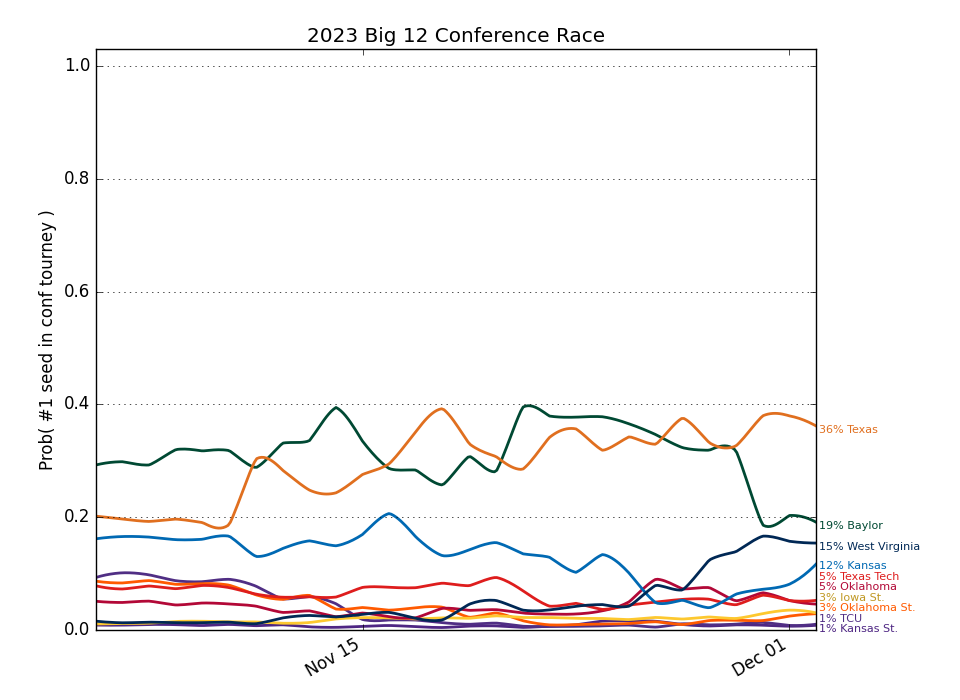 2023 Big 12 Conference Race
Prob( #1 seed in conf tourney )
1.0
0.8
0.6
0.4
0.2
0.0
Nov 15
Dec 01
36% Texas
19% Baylor
15% West Virginia
12% Kansas
5% Texas Tech
5% Oklahoma
3% Iowa St.
3% Oklahoma St.
1% TCU
1% Kansas St.